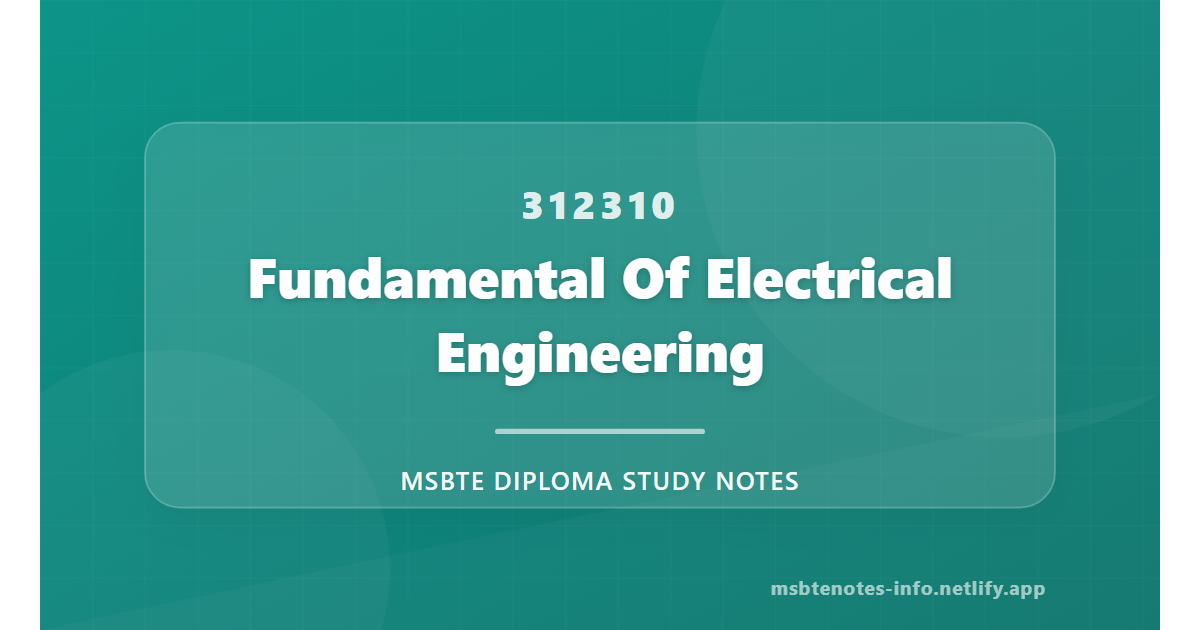 312310
Fundamental Of Electrical
Engineering
MSBTE DIPLOMA STUDY NOTES
msbtenotes-info.netlify.app